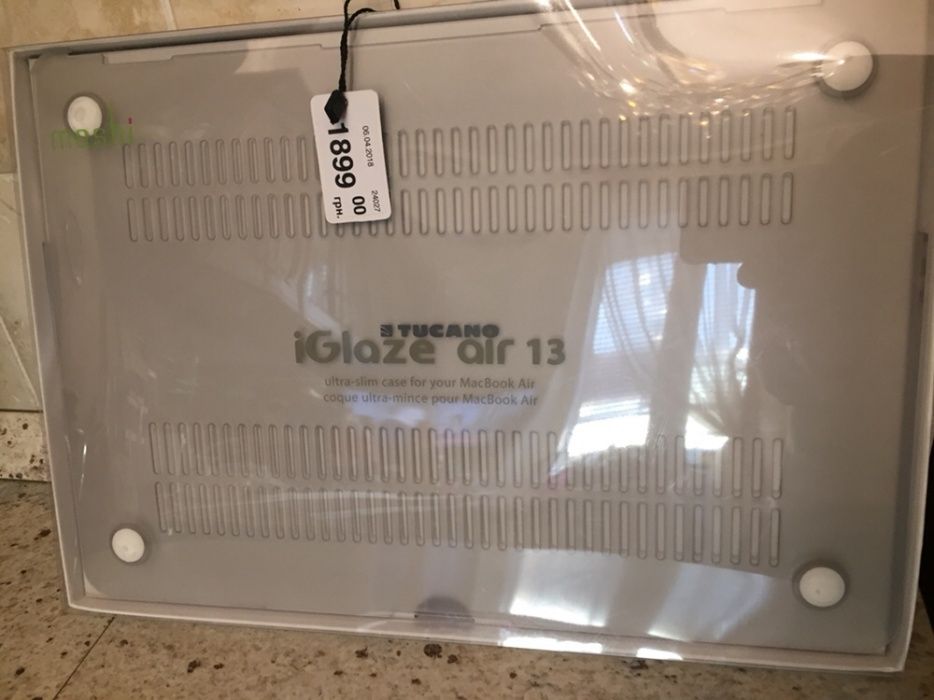 moshi
06.04.2018
24027
1899 00
грн.
TUCANO
iGlaze air 13
ultra-slim case for your MacBook Air
coque ultra-mince pour MacBook Air